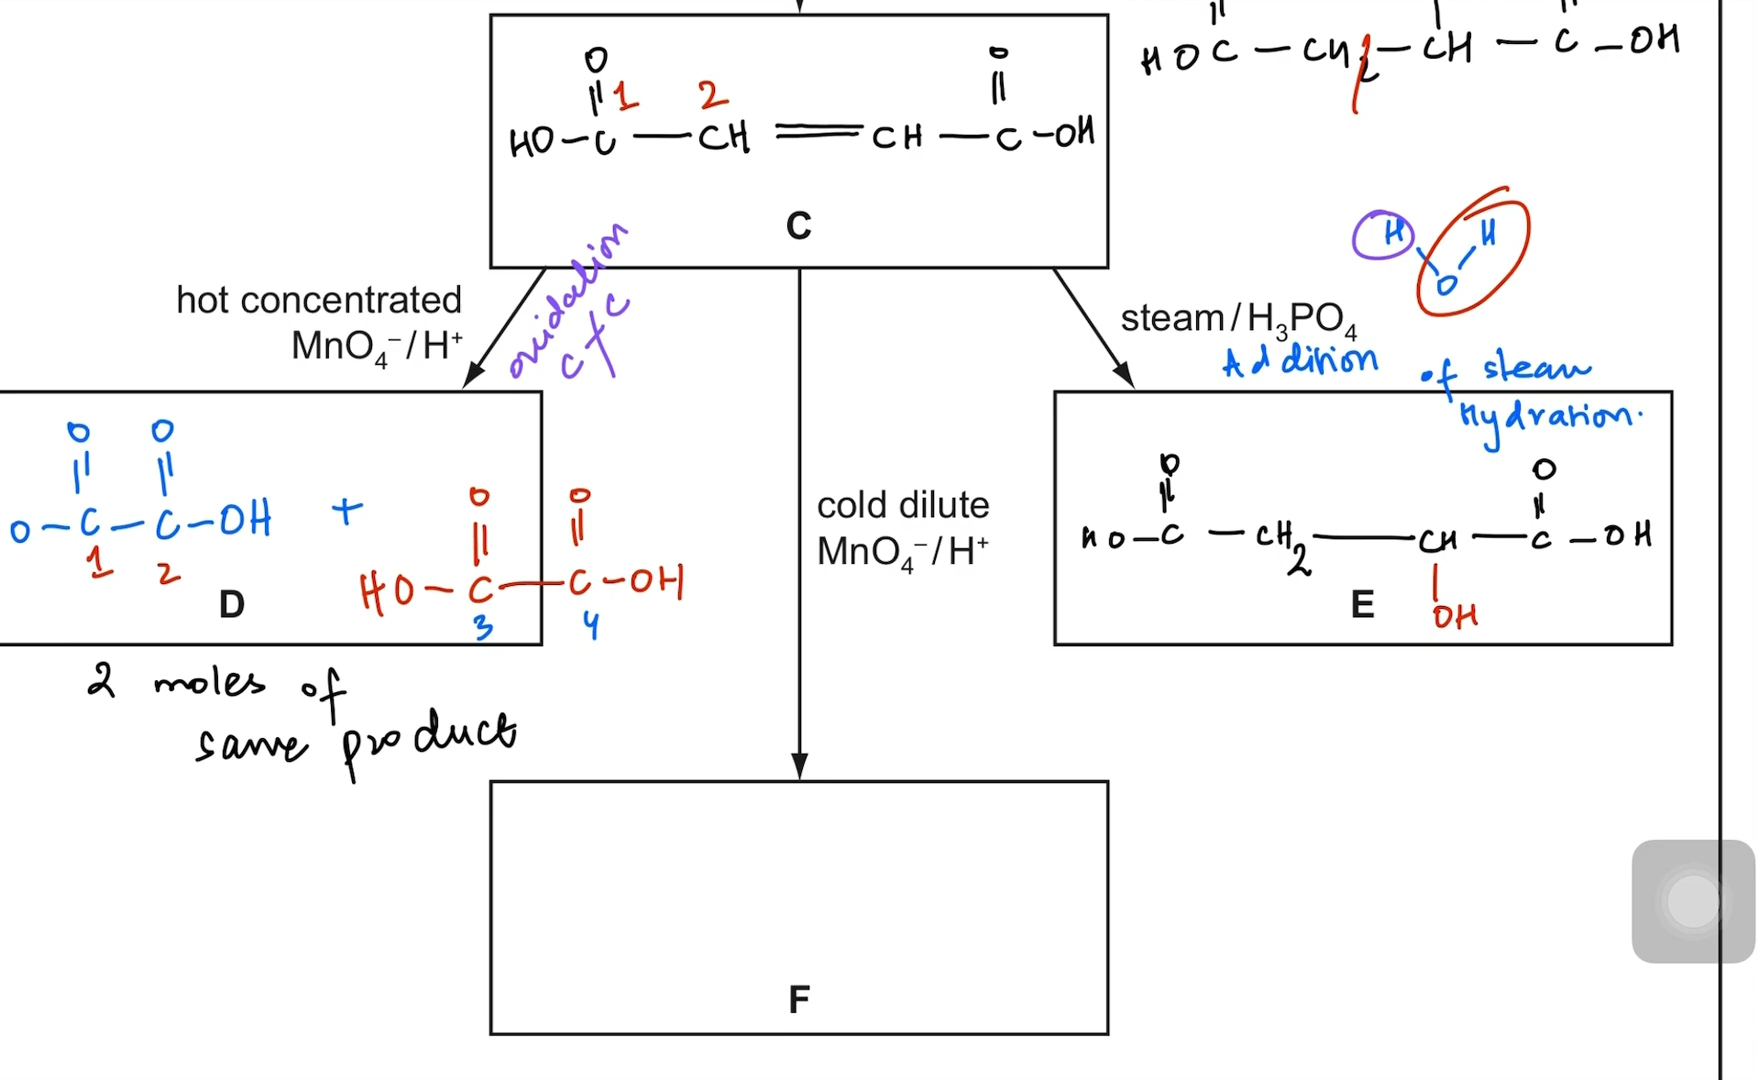 HOC — CH2 — CH — C — OH
O
||
1
2
O
||
HO–C — CH = CH — C–OH
C
H
H
O
oxidation
C ≠ C
hot concentrated
MnO4⁻/H⁺
steam/H3PO4
Addition of steam
Hydration.
O O
|| ||
O–C–C–OH +
1 2
D
O O
|| ||
HO–C—C–OH
3 4
cold dilute
MnO4⁻/H⁺
O
||
O
||
HO–C — CH2 — CH — C – OH
|
OH
E
2 moles of
same product
F